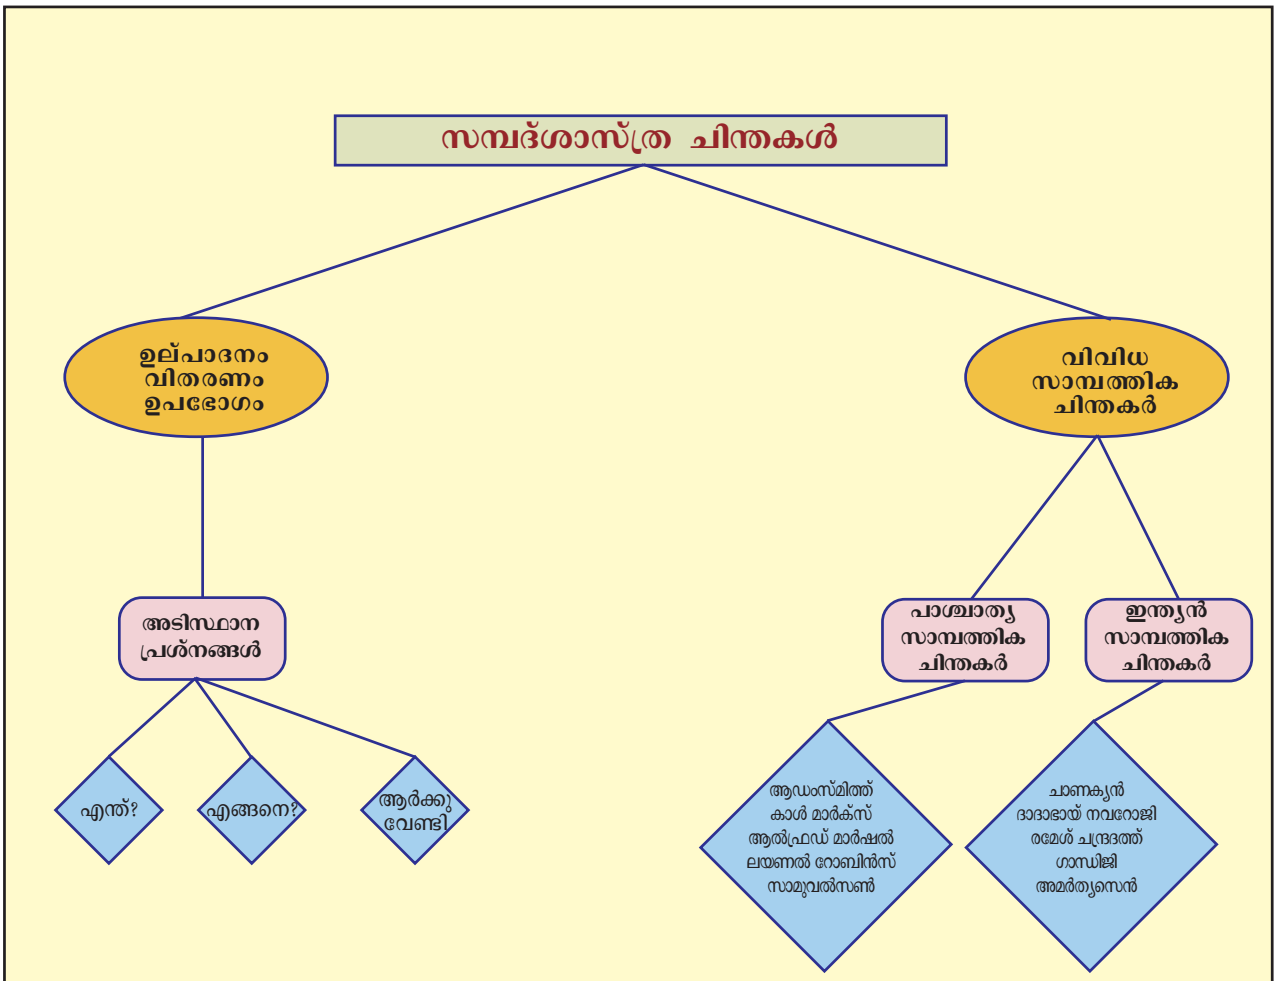 സമ്പദ്ശാസ്ത്ര ചിന്തകൾ
ഉല്പാദനം
വിതരണം
ഉപഭോഗം
വിവിധ
സാമ്പത്തിക
ചിന്തകർ
അടിസ്ഥാന
പ്രശ്നങ്ങൾ
പാശ്ചാത്യ
സാമ്പത്തിക
ചിന്തകർ
ഇന്ത്യൻ
സാമ്പത്തിക
ചിന്തകർ
എന്ത്?
എങ്ങനെ?
ആർക്കു
വേണ്ടി
ആഡംസ്മിത്ത്
കാൾ മാർക്സ്
ആൽഫ്രഡ് മാർഷൽ
ലയണൽ റോബിൻസ്
സാമുവൽസൺ
ചാണക്യൻ
ദാദാഭായ് നവറോജി
രമേശ് ചന്ദ്രദത്ത്
ഗാന്ധിജി
അമർത്യസെൻ